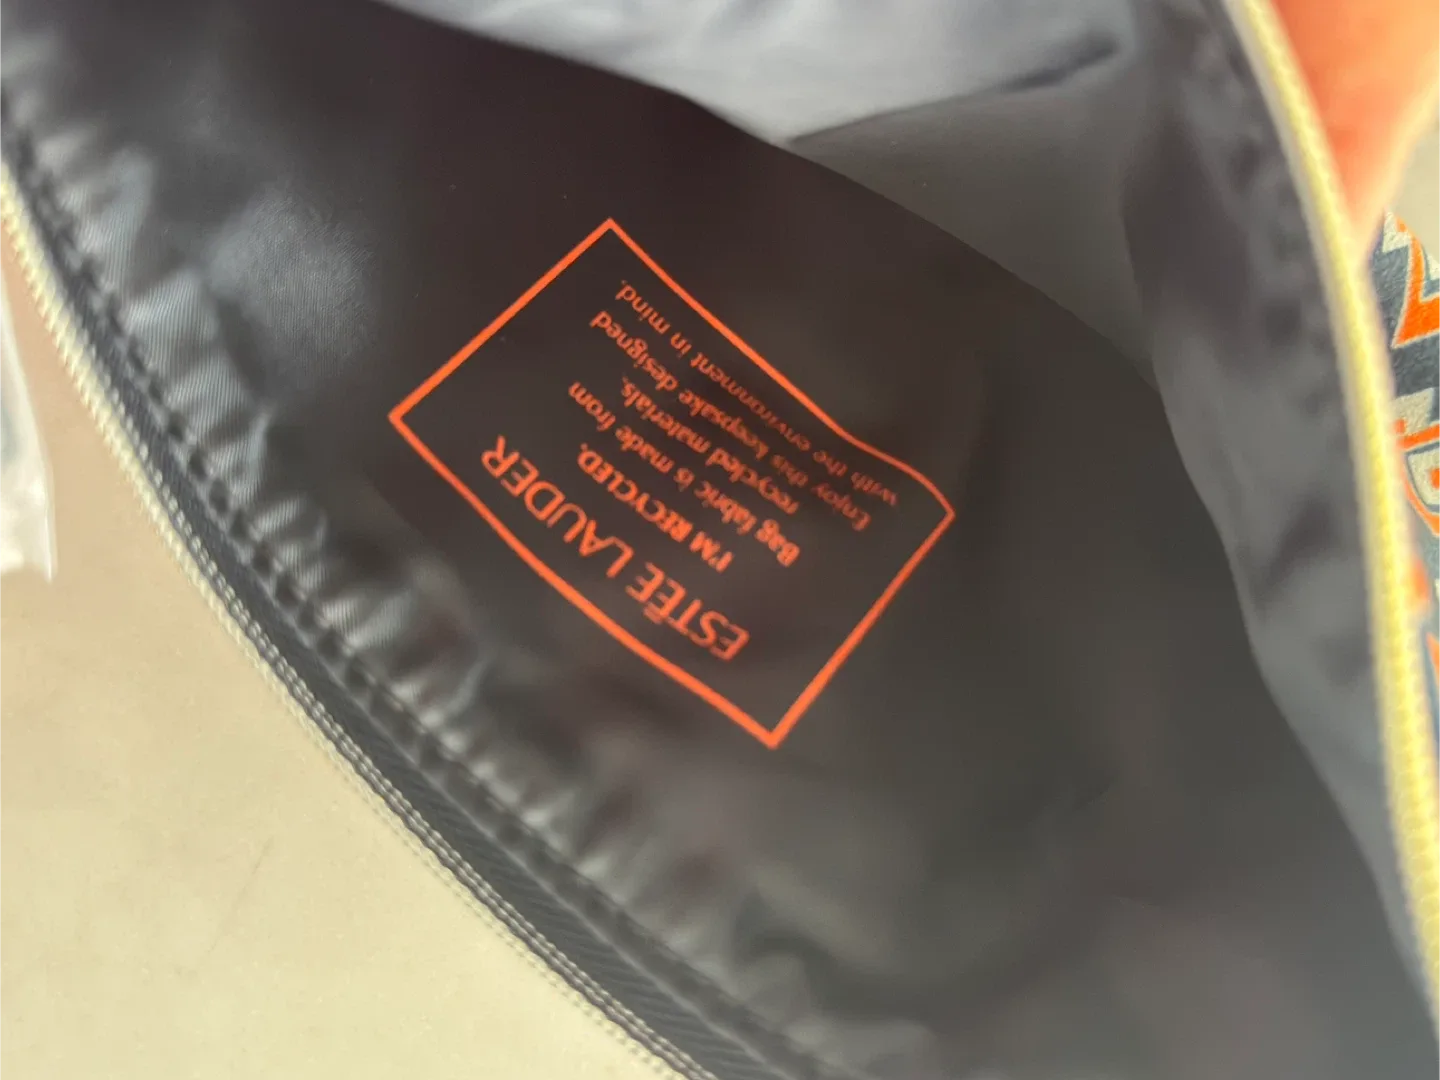 ESTĒE LAUDER
I'M RECYCLED.
Bag fabric is made from
recycled materials.
Enjoy this keepsake designed
with the environment in mind.